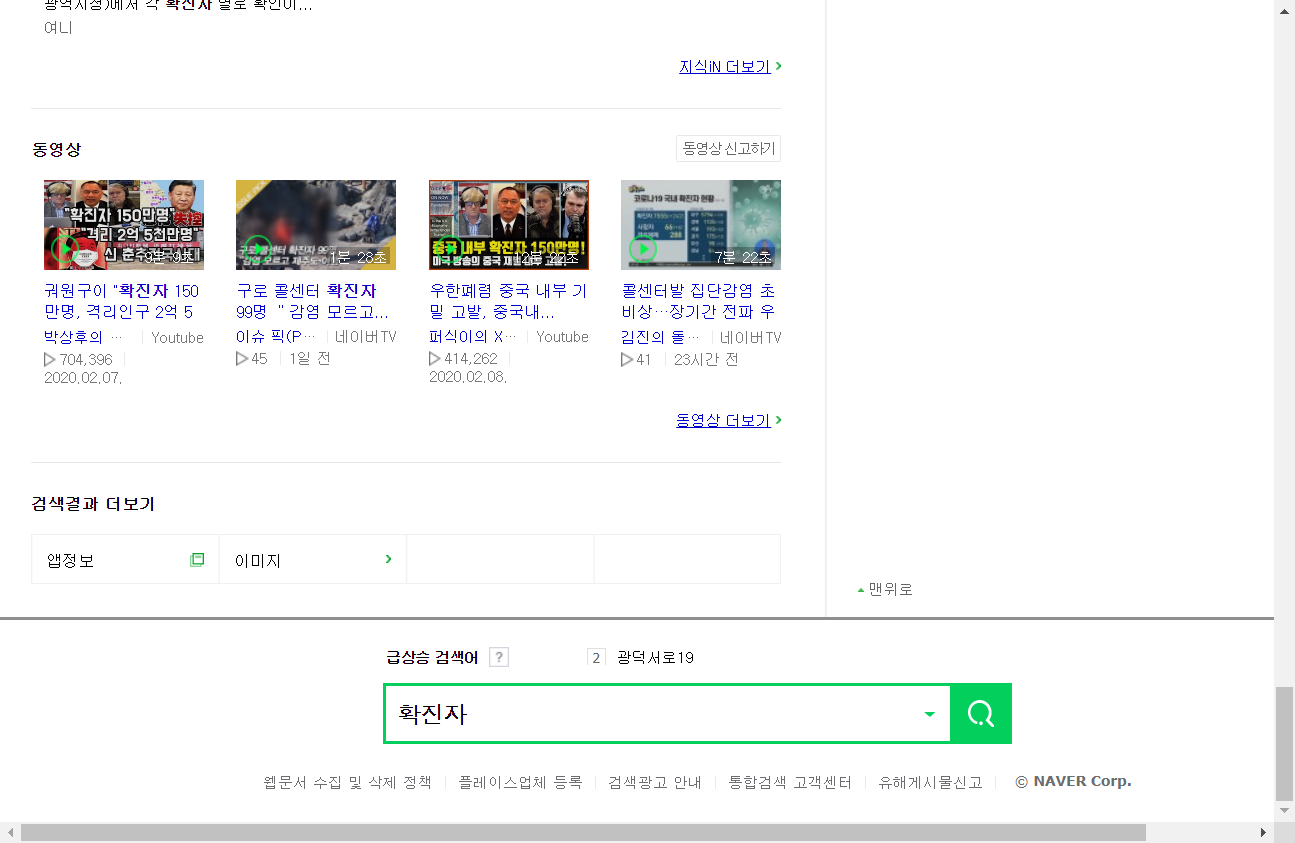 광역시청)에서 각 확진자 별로 확인이...
여니
지식iN 더보기
동영상
동영상 신고하기
"확진자 150만명"
"격리 2억 5천만명"
9분 9초
1분 28초
중국 내부 확진자 150만명!
12분 22초
코로나19 국내 확진자 현황
7분 22초
궈원구이 "확진자 150
만명, 격리인구 2억 5
박상후의 …
Youtube
704,396
2020.02.07.
구로 콜센터 확진자
99명 " 감염 모르고...
이슈 픽(P…
네이버TV
45
1일 전
우한폐렴 중국 내부 기
밀 고발, 중국내...
퍼식이의 X…
Youtube
414,262
2020.02.08.
콜센터발 집단감염 초
비상…장기간 전파 우
김진의 돌…
네이버TV
41
23시간 전
동영상 더보기
검색결과 더보기
앱정보
이미지
맨위로
급상승 검색어 ?
2 광덕서로19
확진자
웹문서 수집 및 삭제 정책
플레이스업체 등록
검색광고 안내
통합검색 고객센터
유해게시물신고
© NAVER Corp.